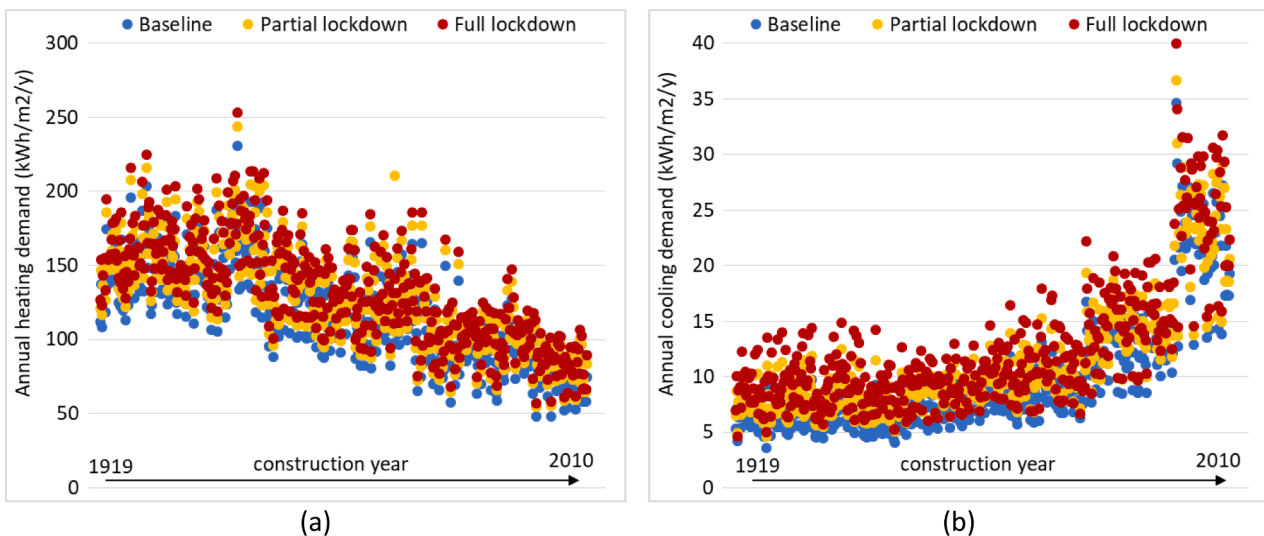 Baseline Partial lockdown Full lockdown
Annual heating demand (kWh/m2/y)
300
250
200
150
100
50
0
1919 construction year 2010
(a)
Baseline Partial lockdown Full lockdown
Annual cooling demand (kWh/m2/y)
40
35
30
25
20
15
10
5
0
1919 construction year 2010
(b)